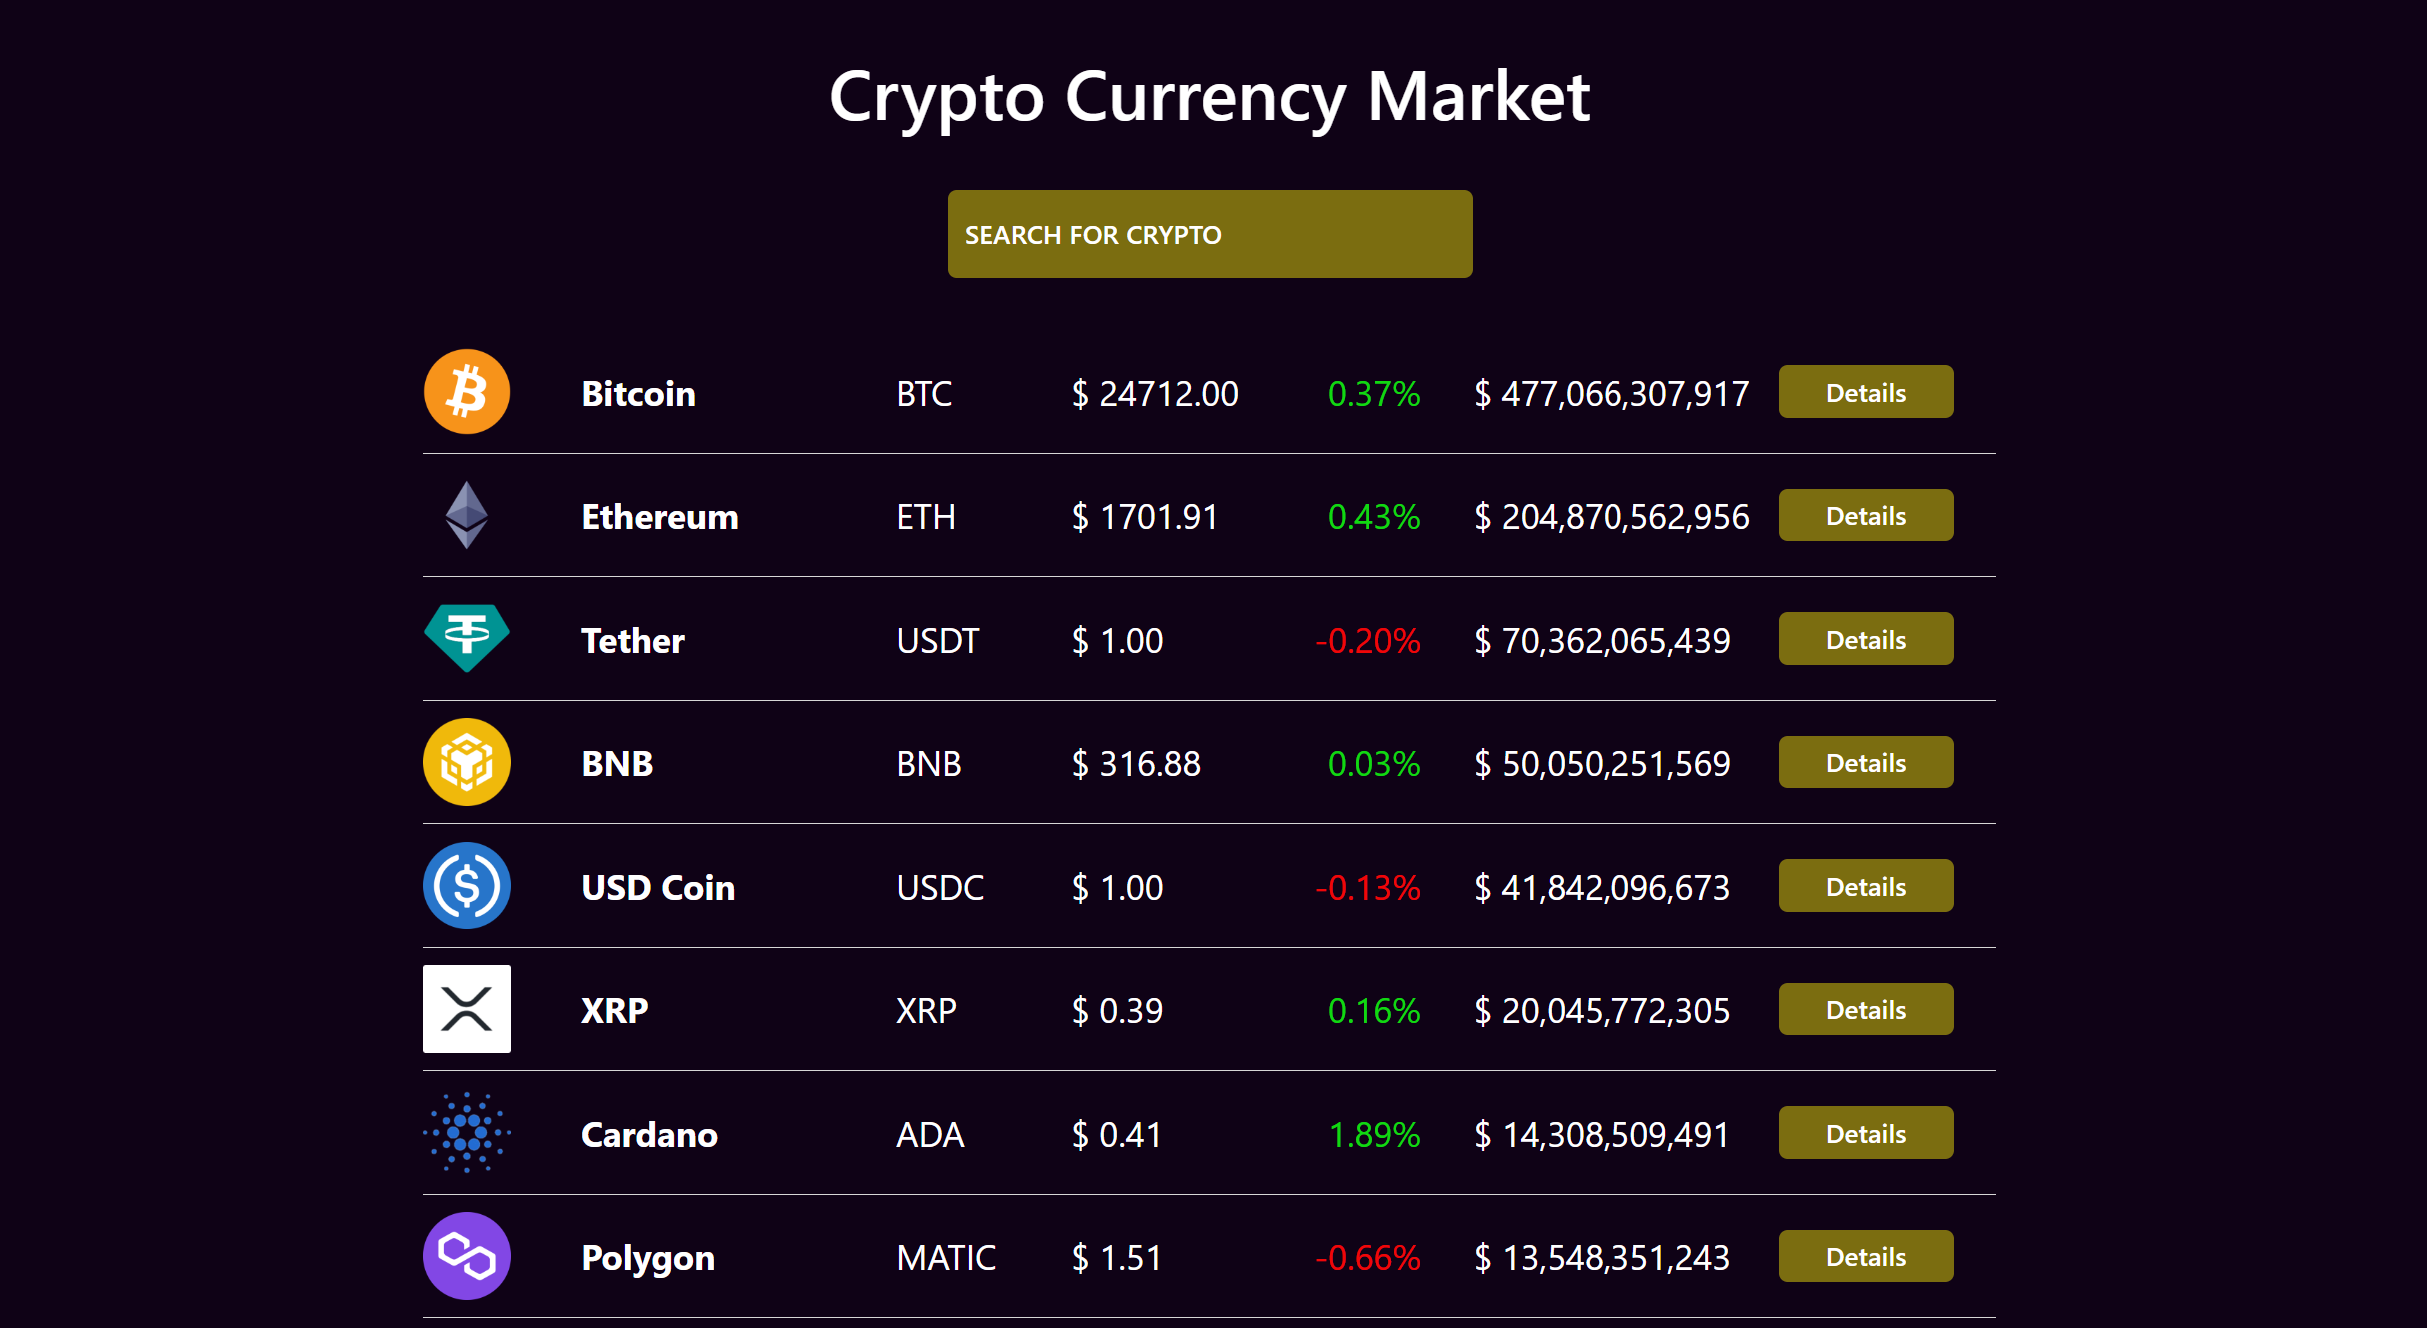 Crypto Currency Market
SEARCH FOR CRYPTO
Bitcoin BTC $ 24712.00 0.37% $ 477,066,307,917 Details
Ethereum ETH $ 1701.91 0.43% $ 204,870,562,956 Details
Tether USDT $ 1.00 -0.20% $ 70,362,065,439 Details
BNB BNB $ 316.88 0.03% $ 50,050,251,569 Details
USD Coin USDC $ 1.00 -0.13% $ 41,842,096,673 Details
XRP XRP $ 0.39 0.16% $ 20,045,772,305 Details
Cardano ADA $ 0.41 1.89% $ 14,308,509,491 Details
Polygon MATIC $ 1.51 -0.66% $ 13,548,351,243 Details